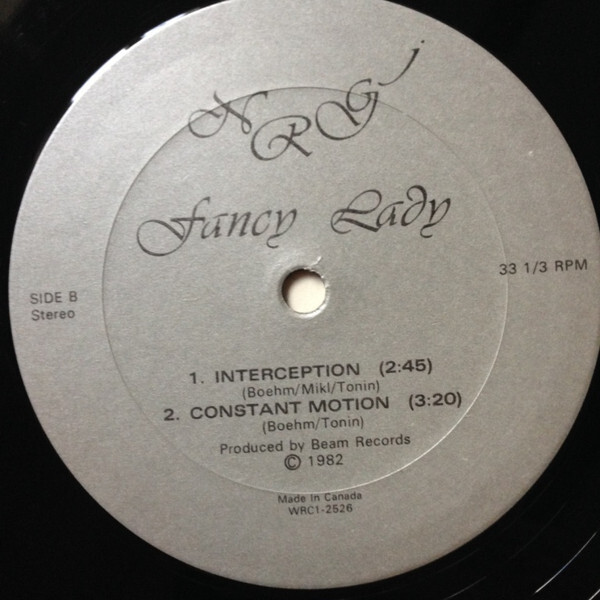 NRGj
Fancy Lady
33 1/3 RPM
SIDE B
Stereo
1. INTERCEPTION (2:45)
(Boehm/Mikl/Tonin)
2. CONSTANT MOTION (3:20)
(Boehm/Tonin)
Produced by Beam Records
© 1982
Made In Canada
WRC1-2526